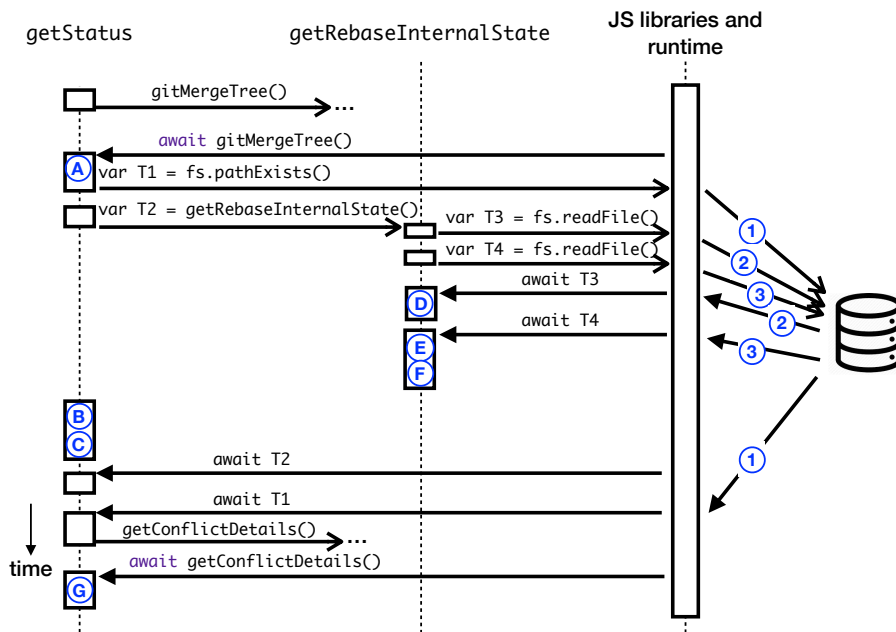 getStatus
getRebaseInternalState
JS libraries and
runtime
gitMergeTree()
...
await gitMergeTree()
A
var T1 = fs.pathExists()
var T2 = getRebaseInternalState()
var T3 = fs.readFile()
1
var T4 = fs.readFile()
2
await T3
3
D
2
await T4
E
3
F
B
C
await T2
1
await T1
getConflictDetails()
...
await getConflictDetails()
time
G